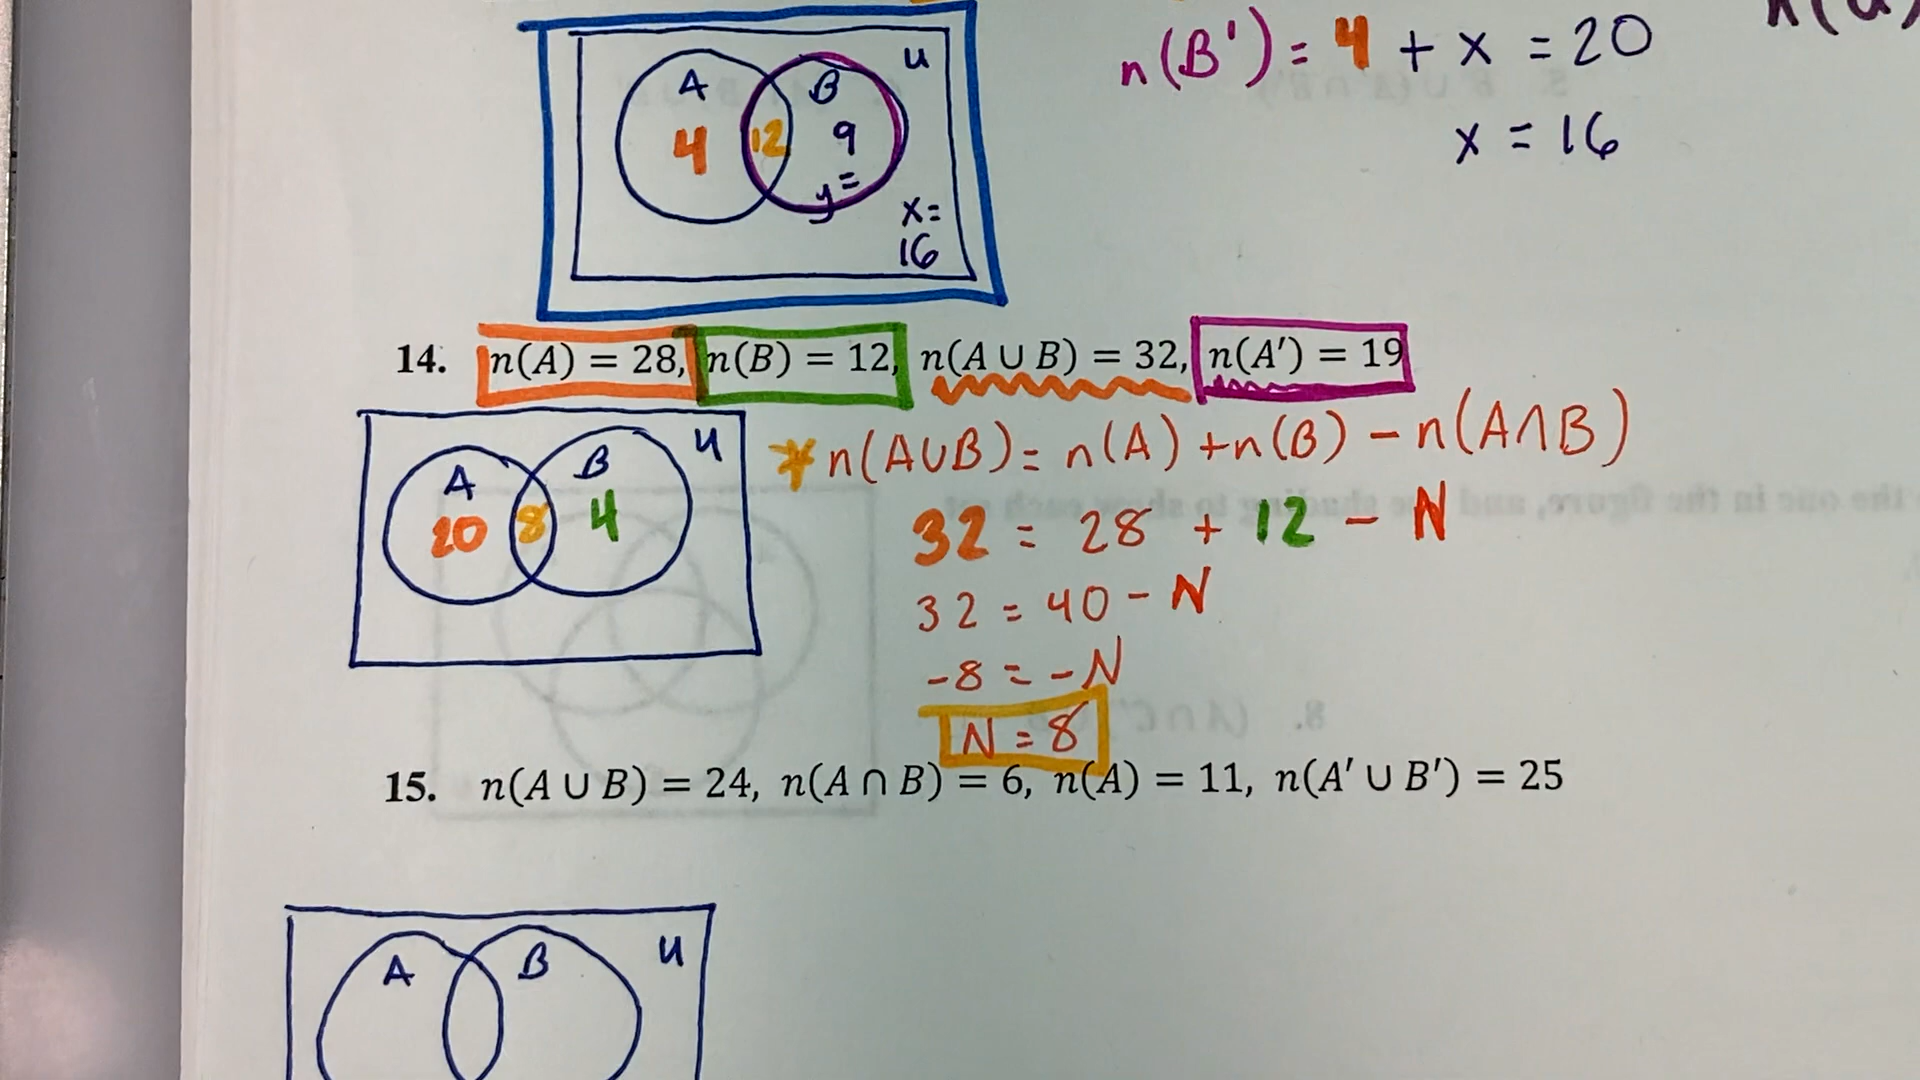 n(B') = 4 + x = 20
x = 16
A B U
4 12 9
y =
x =
16
14. n(A) = 28, n(B) = 12, n(A ∪ B) = 32, n(A') = 19
A B U
20 8 4
* n(A∪B) = n(A) + n(B) - n(A∩B)
32 = 28 + 12 - N
32 = 40 - N
-8 = -N
N = 8
15. n(A ∪ B) = 24, n(A ∩ B) = 6, n(A) = 11, n(A' ∪ B') = 25
A B U